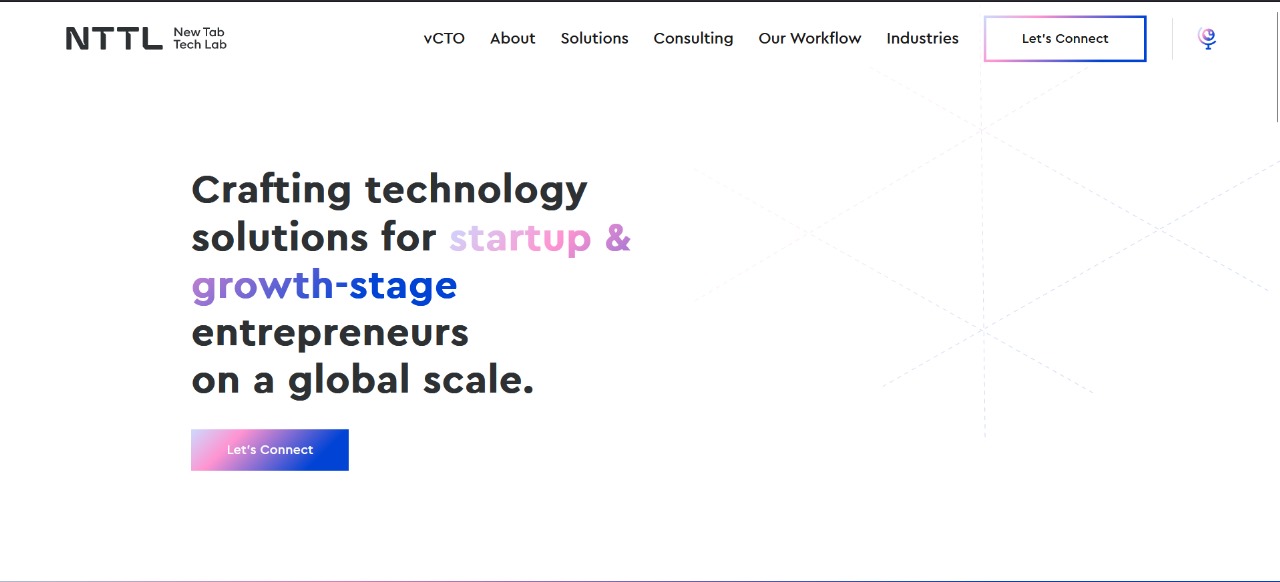 NTTL New Tab
Tech Lab
vCTO About Solutions Consulting Our Workflow Industries Let's Connect
Crafting technology
solutions for startup &
growth-stage
entrepreneurs
on a global scale.
Let's Connect